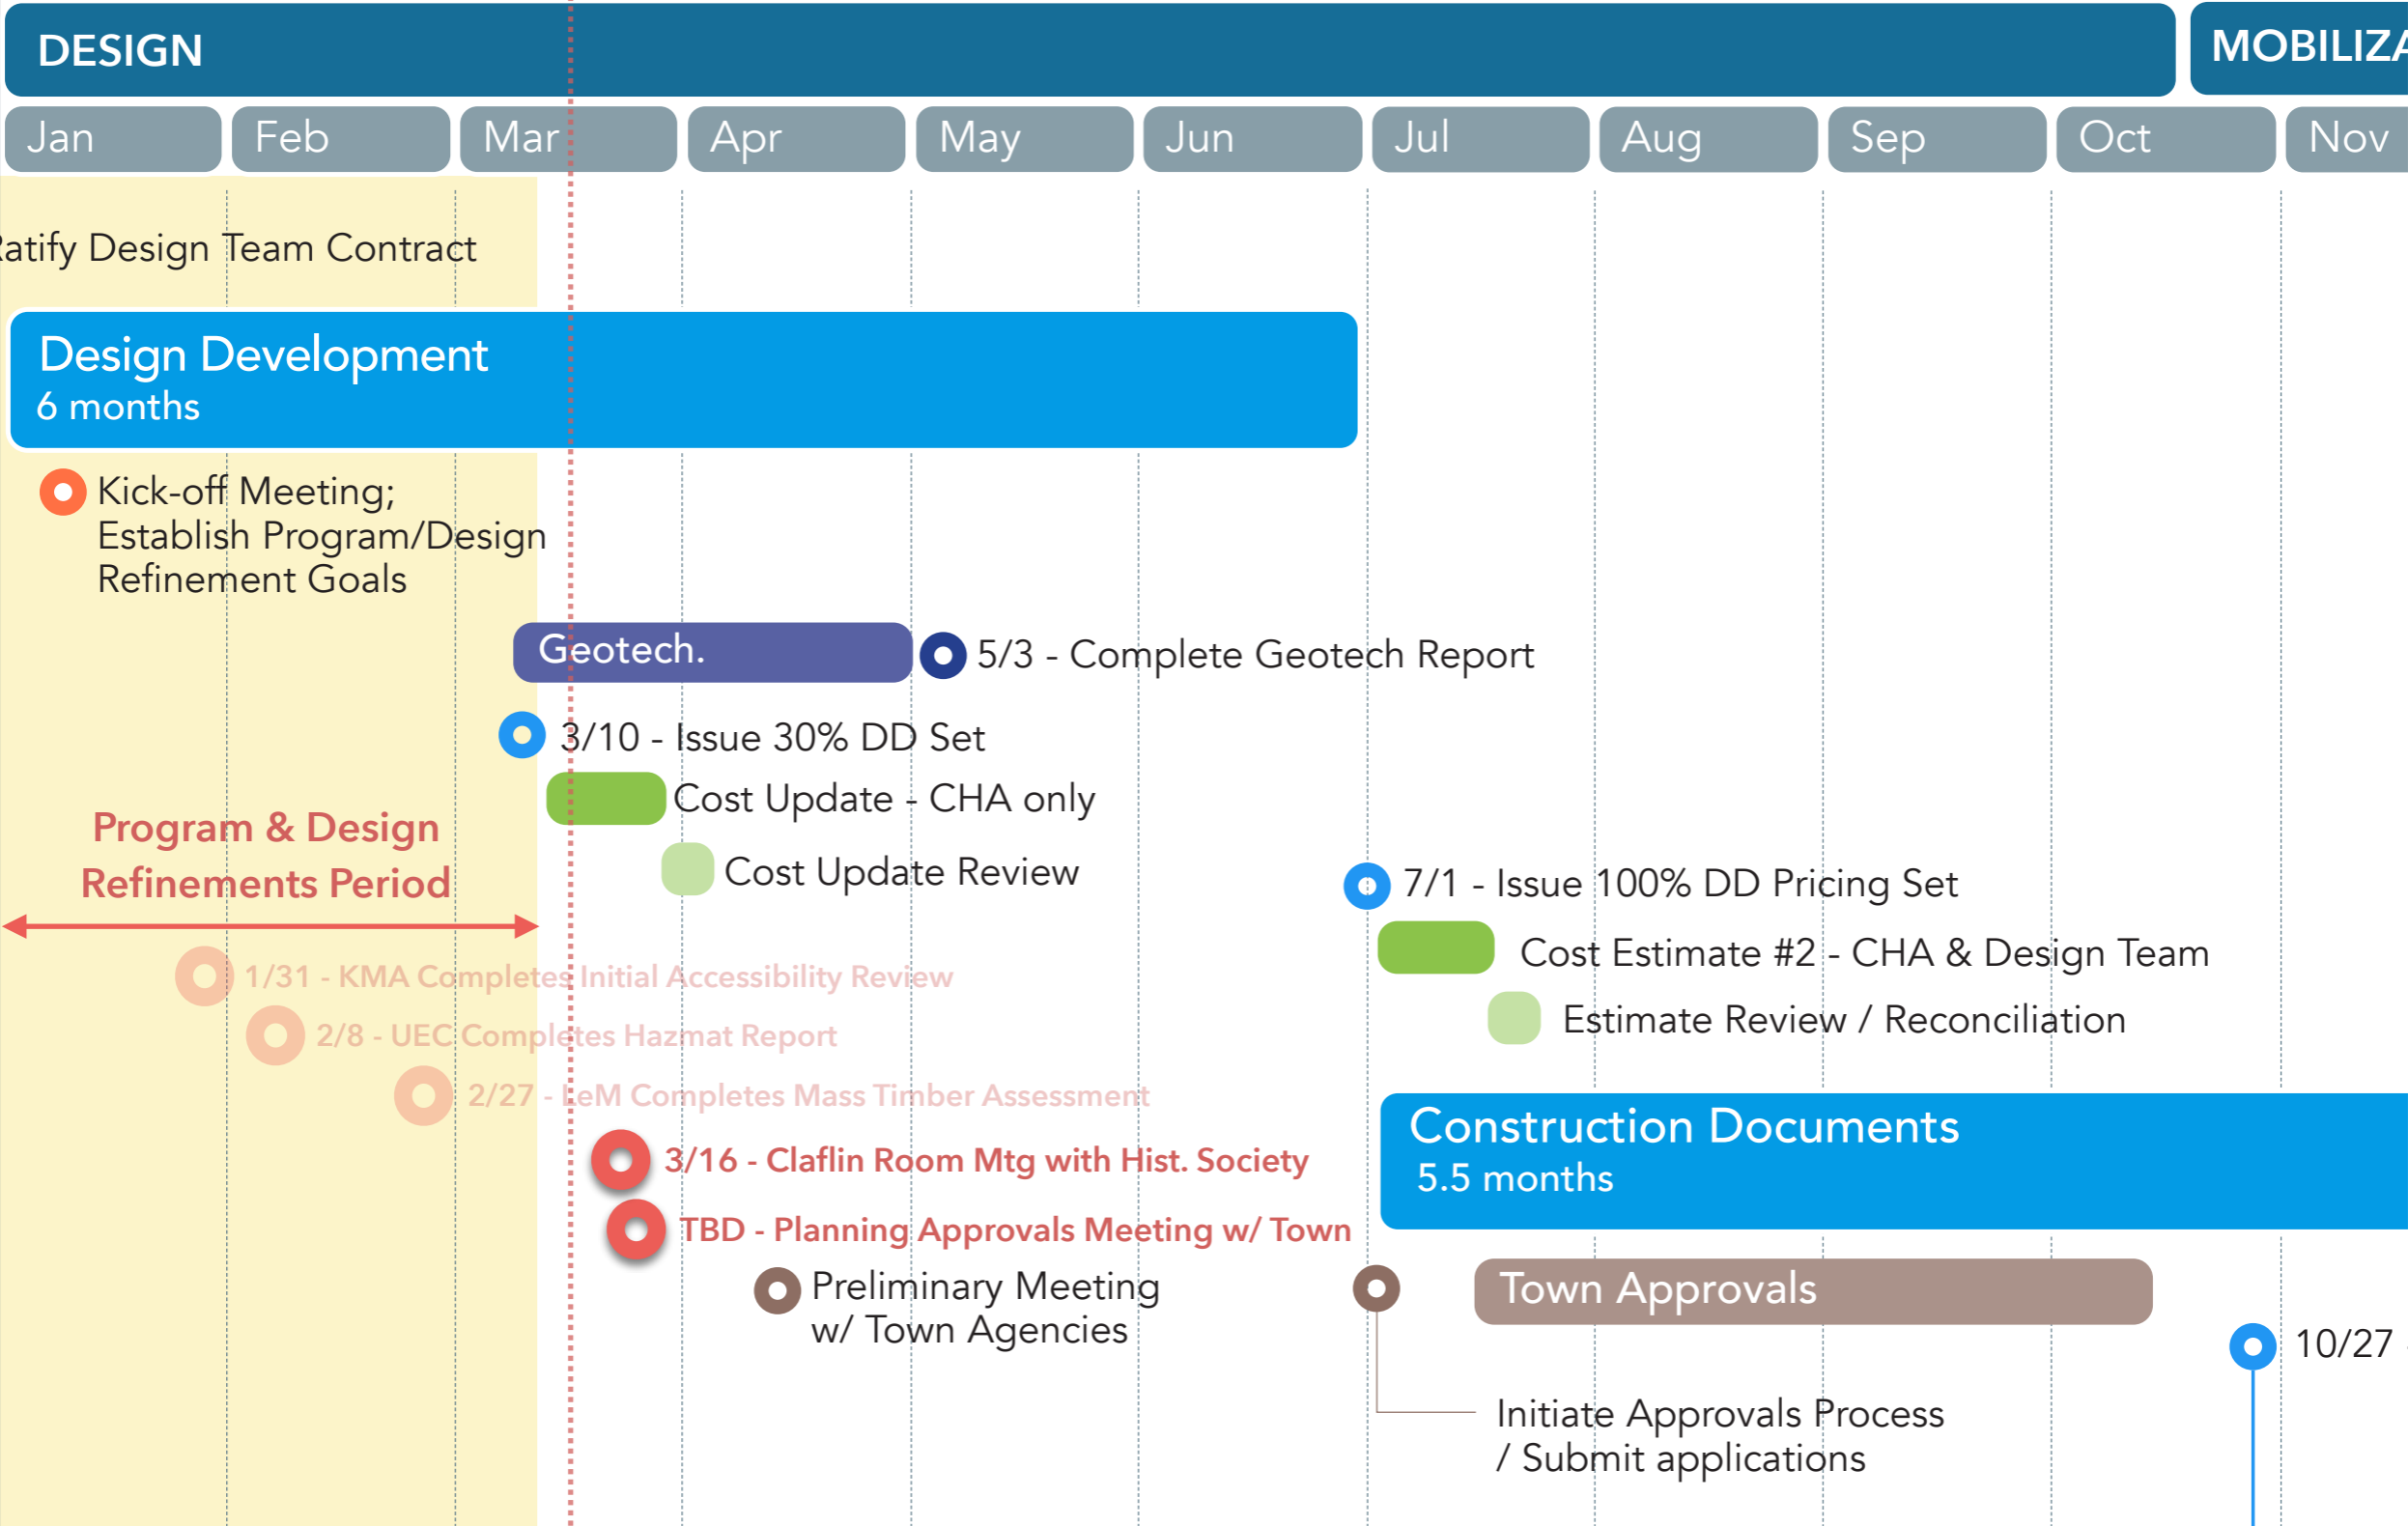 DESIGN
MOBILIZA
Jan Feb Mar Apr May Jun Jul Aug Sep Oct Nov
atify Design Team Contract
Design Development
6 months
Kick-off Meeting;
Establish Program/Design
Refinement Goals
Geotech.
5/3 - Complete Geotech Report
3/10 - Issue 30% DD Set
Cost Update - CHA only
Cost Update Review
Program & Design
Refinements Period
7/1 - Issue 100% DD Pricing Set
Cost Estimate #2 - CHA & Design Team
Estimate Review / Reconciliation
1/31 - KMA Completes Initial Accessibility Review
2/8 - UEC Completes Hazmat Report
2/27 - LeM Completes Mass Timber Assessment
3/16 - Claflin Room Mtg with Hist. Society
TBD - Planning Approvals Meeting w/ Town
Preliminary Meeting
w/ Town Agencies
Construction Documents
5.5 months
Town Approvals
10/27
Initiate Approvals Process
/ Submit applications